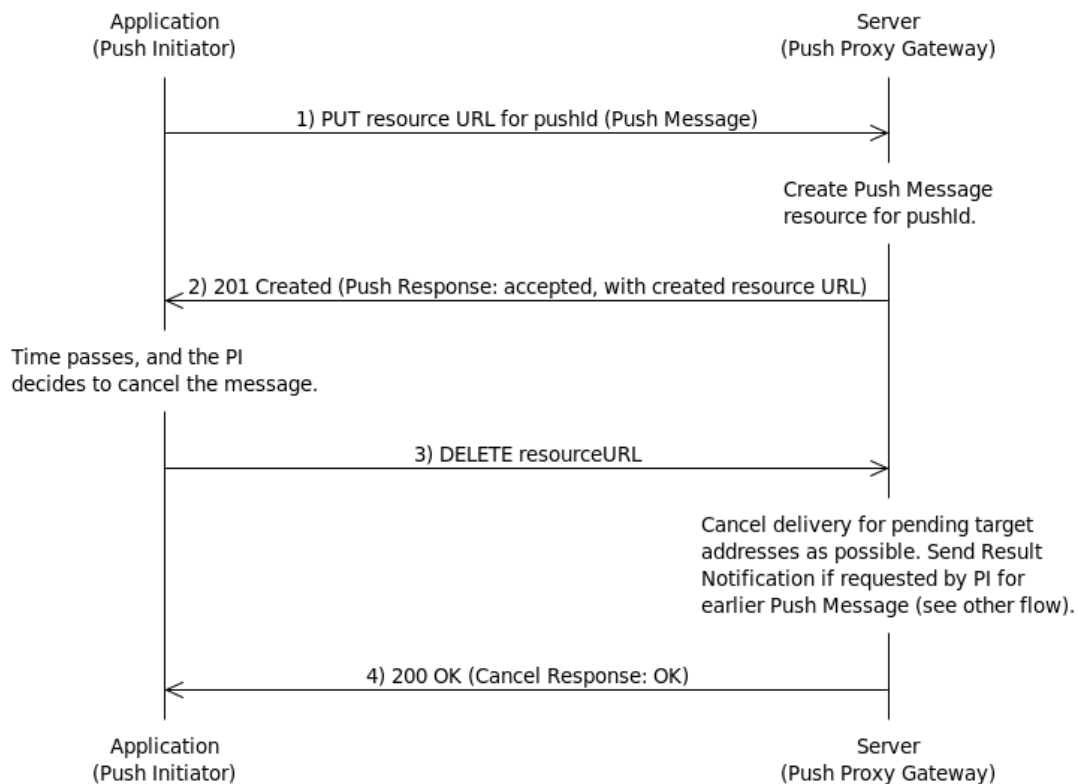 Application
(Push Initiator)
Server
(Push Proxy Gateway)
1) PUT resource URL for pushId (Push Message)
Create Push Message
resource for pushId.
2) 201 Created (Push Response: accepted, with created resource URL)
Time passes, and the PI
decides to cancel the message.
3) DELETE resourceURL
Cancel delivery for pending target
addresses as possible. Send Result
Notification if requested by PI for
earlier Push Message (see other flow).
4) 200 OK (Cancel Response: OK)
Application
(Push Initiator)
Server
(Push Proxy Gateway)